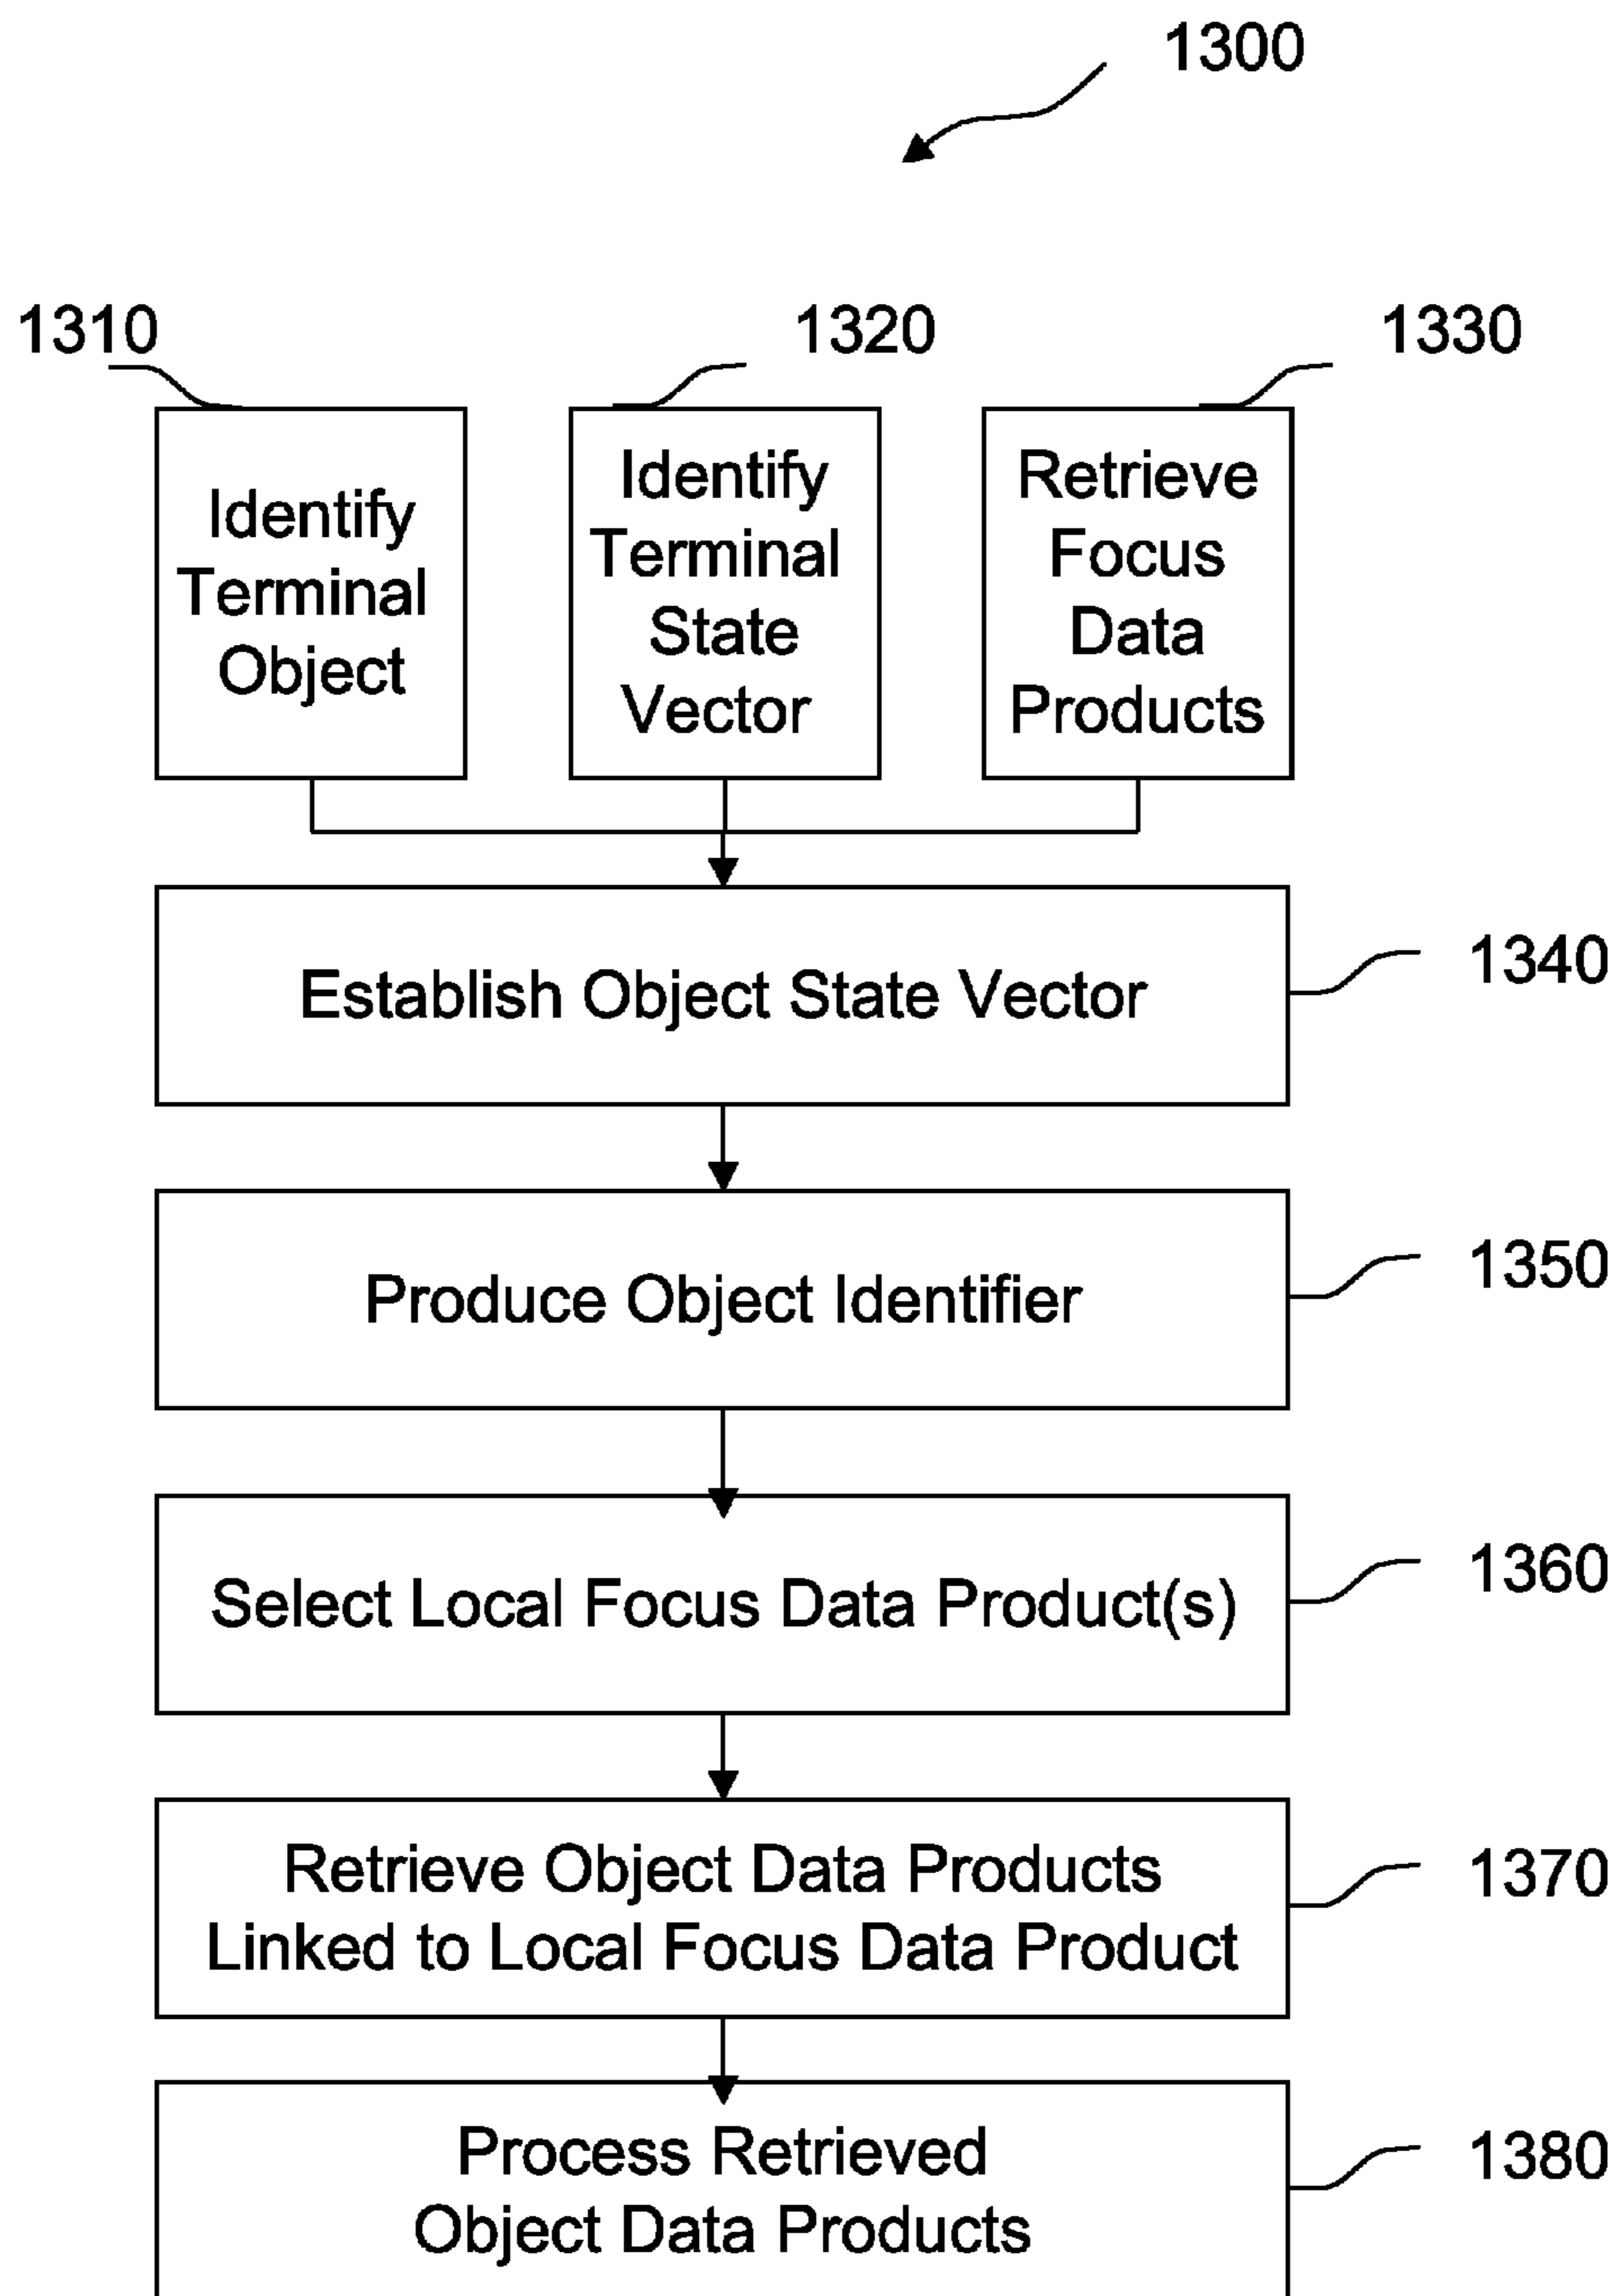 1300
1310
1320
1330
Identify
Terminal
Object
Identify
Terminal
State
Vector
Retrieve
Focus
Data
Products
Establish Object State Vector
1340
Produce Object Identifier
1350
Select Local Focus Data Product(s)
1360
Retrieve Object Data Products
Linked to Local Focus Data Product
1370
Process Retrieved
Object Data Products
1380